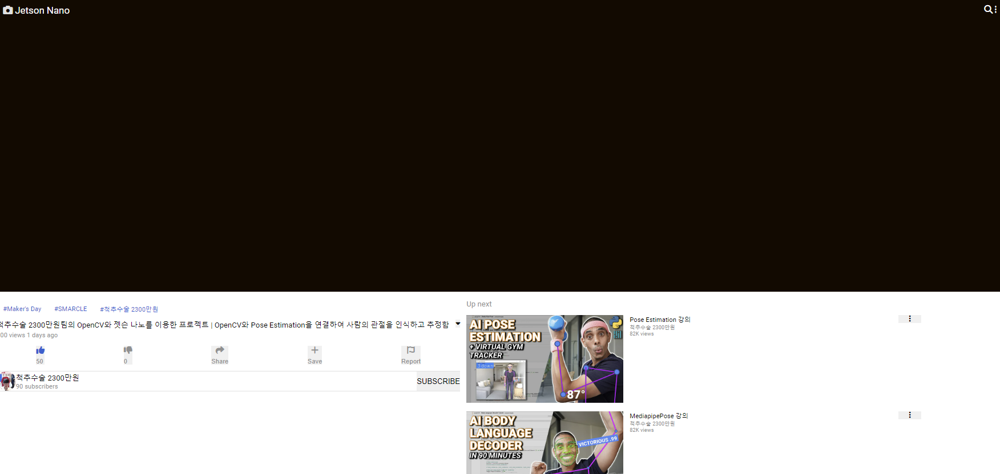 Jetson Nano
#Maker's Day #SMARCLE #척추수술 2300만원
척추수술 2300만원팀의 OpenCV와 젯슨 나노를 이용한 프로젝트 | OpenCV와 Pose Estimation을 연결하여 사람의 관절을 인식하고 추정함
00 views 1 days ago
50
0
Share
Save
Report
척추수술 2300만원
90 subscribers
SUBSCRIBE
Up next
AI POSE
ESTIMATION
+ VIRTUAL GYM
TRACKER
3 down
87°
Pose Estimation 강의
척추수술 2300만원
82K views
AI BODY
LANGUAGE
DECODER
IN 90 MINUTES
VICTORIOUS .99
MediapipePose 강의
척추수술 2300만원
82K views